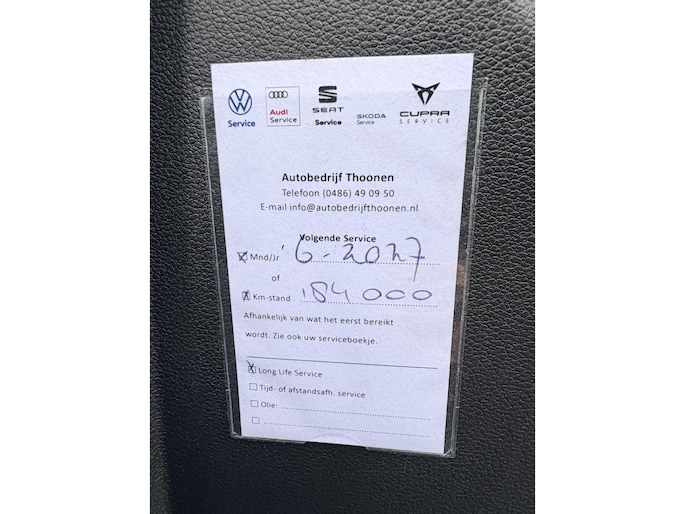 Service
Audi
Service
SEAT
Service
SKODA
Service
CUPRA
SERVICE
Autobedrijf Thoonen
Telefoon (0486) 49 09 50
E-mail info@autobedrijfthoonen.nl
Volgende Service
Mnd/Jr 6-2027
of
Km-stand 184000
Afhankelijk van wat het eerst bereikt
wordt. Zie ook uw serviceboekje.
Long Life Service
Tijd- of afstandsafh. service
Olie: